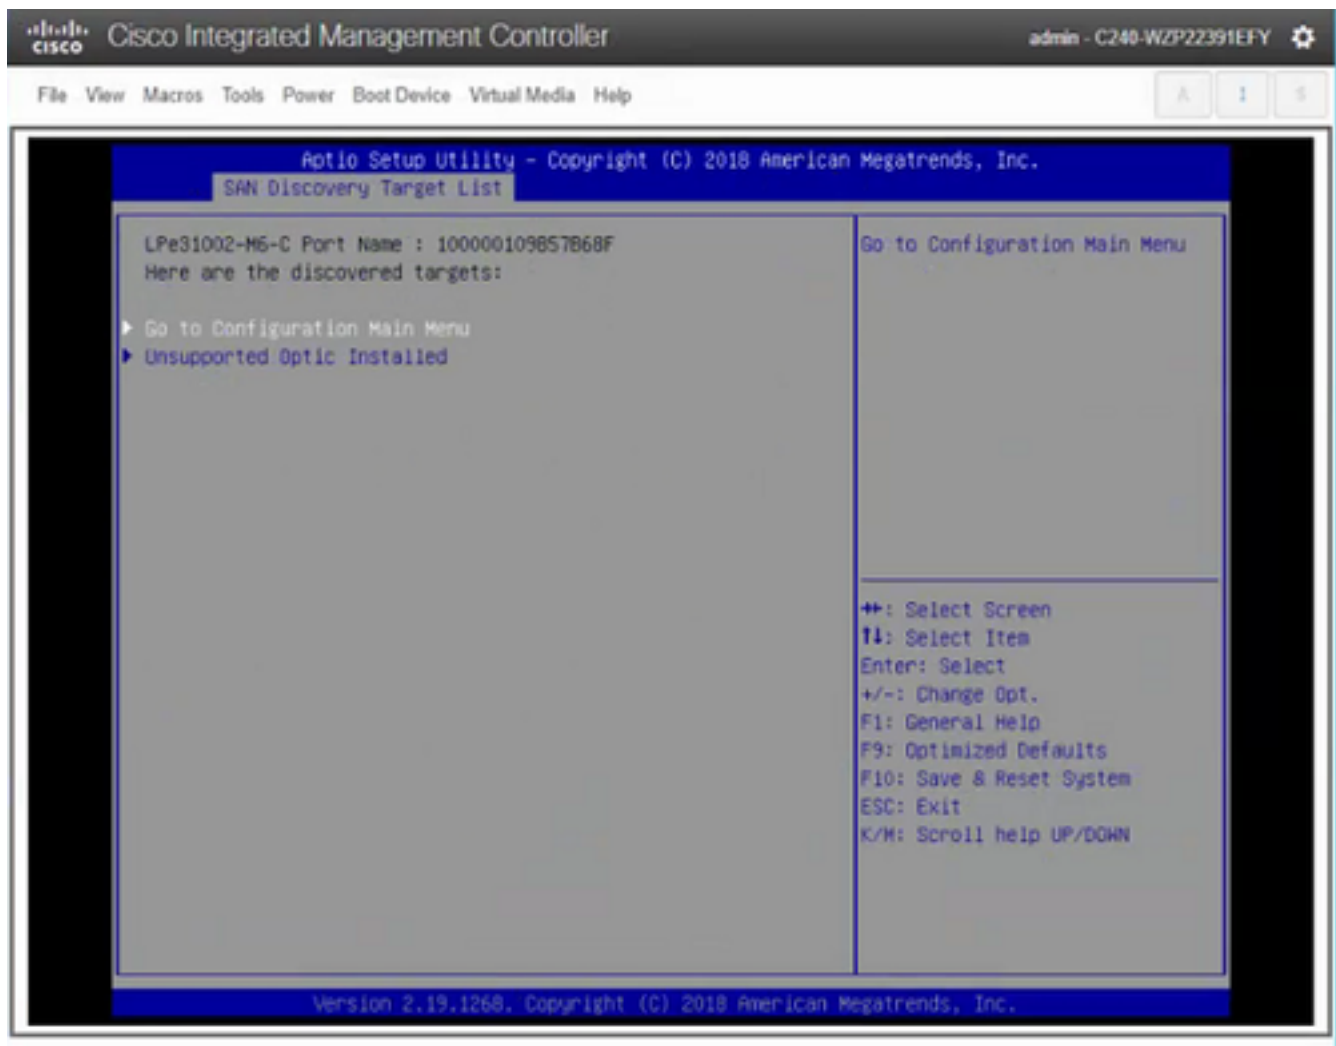 CISCO Cisco Integrated Management Controller admin - C240-WZP22391EFY
File View Macros Tools Power Boot Device Virtual Media Help A 1 S
Aptio Setup Utility – Copyright (C) 2018 American Megatrends, Inc.
SAN Discovery Target List
LPe31002-M6-C Port Name : 100000109B57B68F
Here are the discovered targets:
Go to Configuration Main Menu
Unsupported Optic Installed
Go to Configuration Main Menu
→←: Select Screen
↑↓: Select Item
Enter: Select
+/-: Change Opt.
F1: General Help
F9: Optimized Defaults
F10: Save & Reset System
ESC: Exit
K/M: Scroll help UP/DOWN
Version 2.19.1268. Copyright (C) 2018 American Megatrends, Inc.